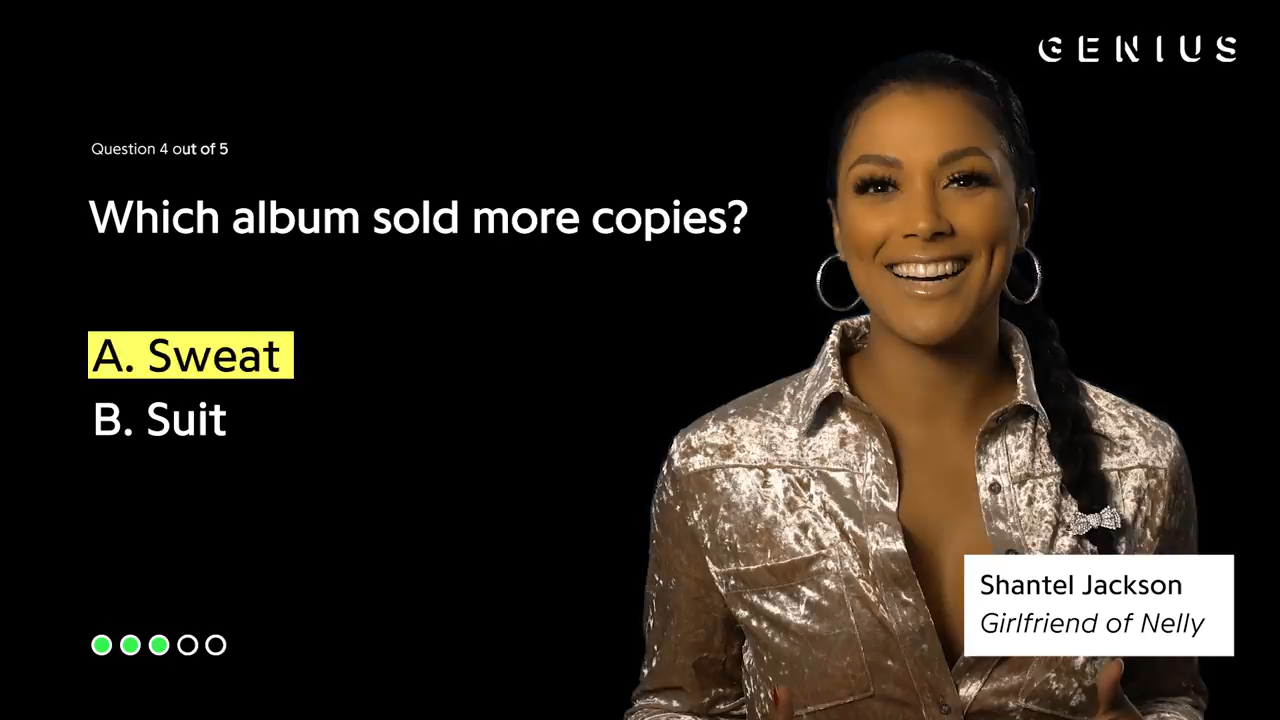 GENIUS
Question 4 out of 5
Which album sold more copies?
A. Sweat
B. Suit
Shantel Jackson
Girlfriend of Nelly